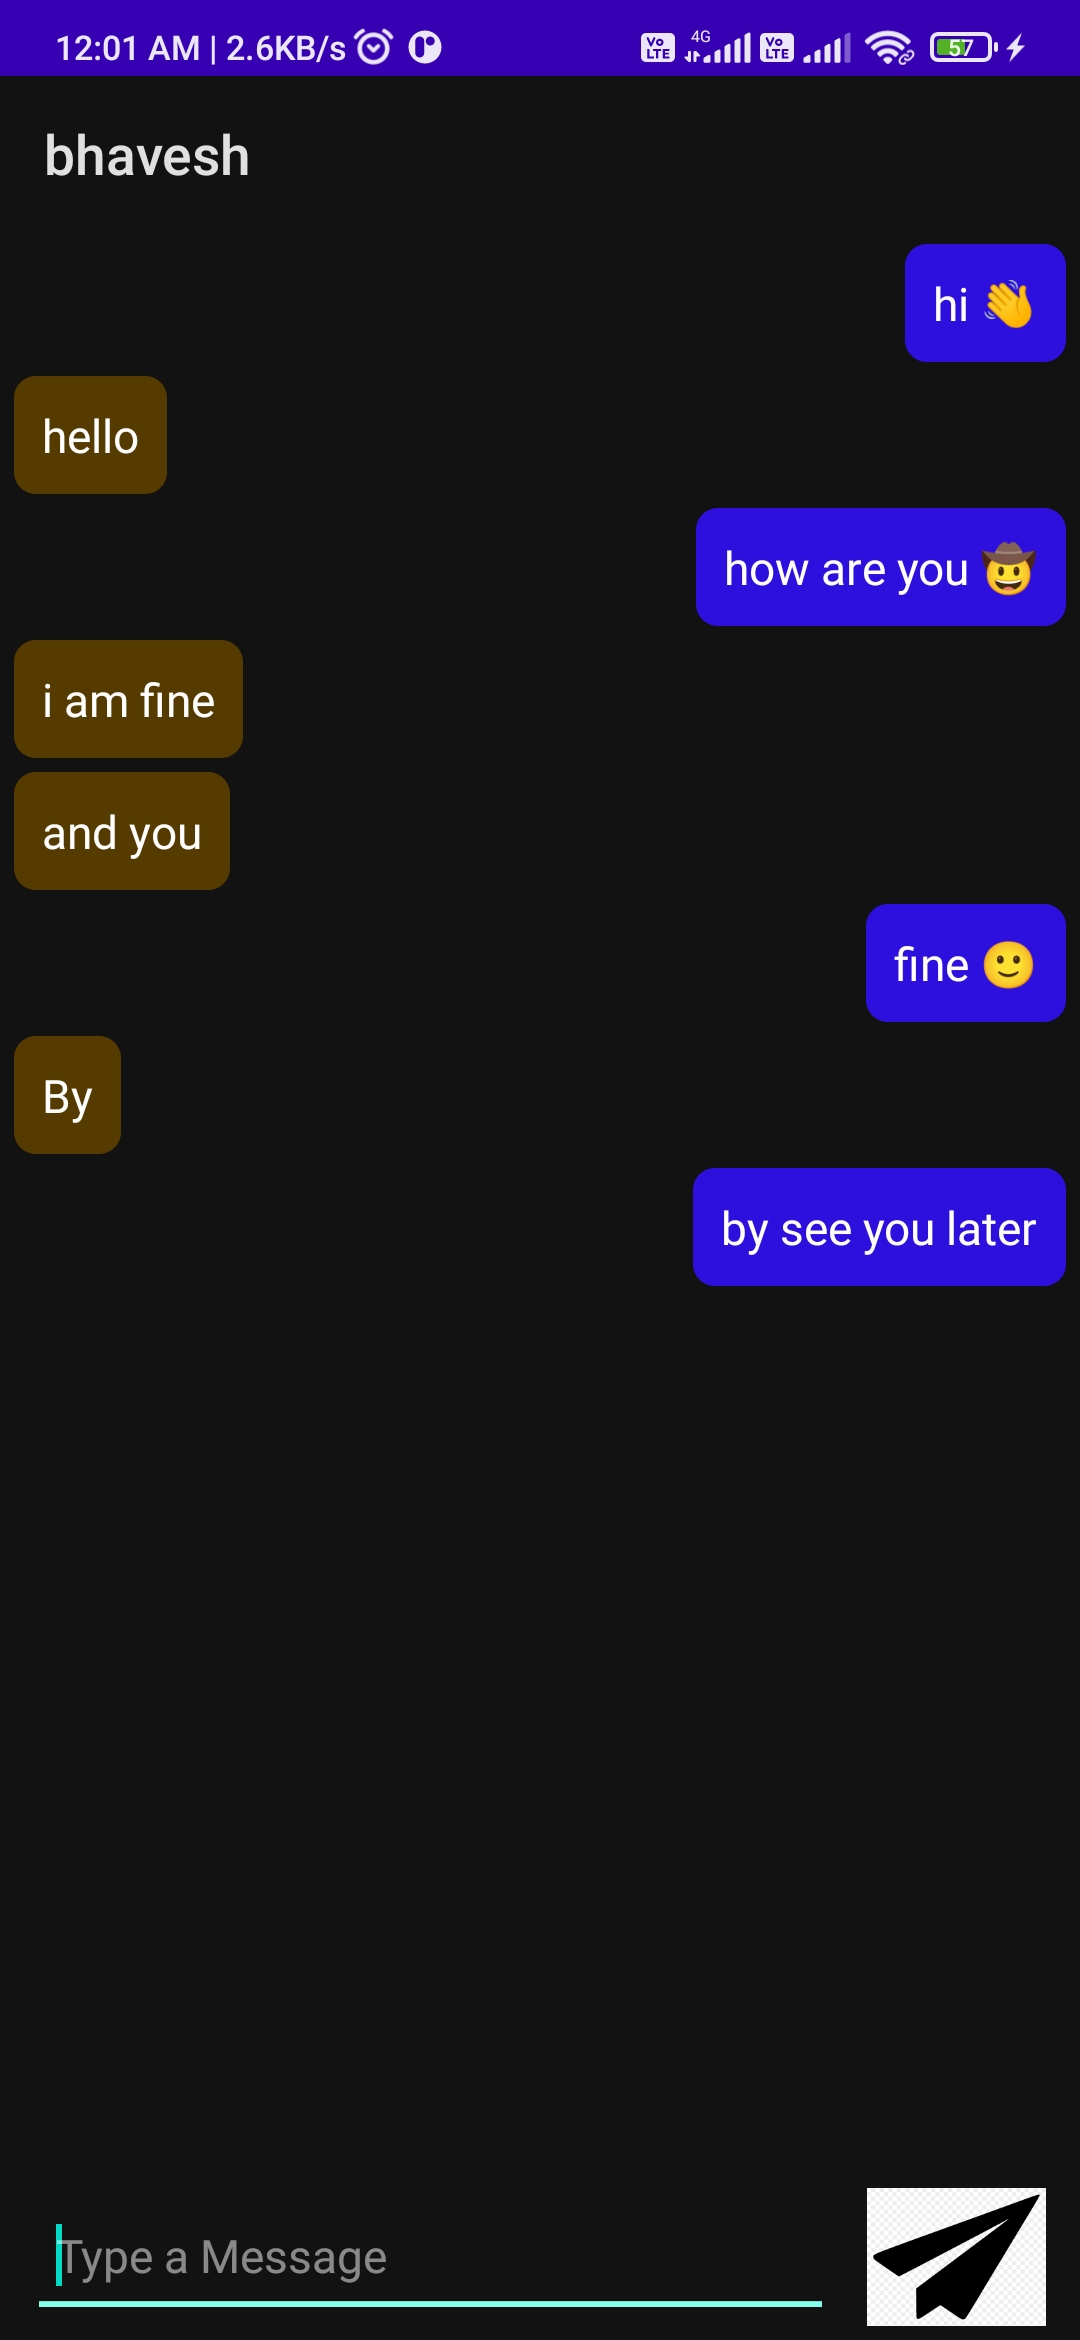 12:01 AM | 2.6KB/s Vo LTE 4G Vo LTE 57
bhavesh
hi 👋
hello
how are you 🤠
i am fine
and you
fine 🙂
By
by see you later
Type a Message